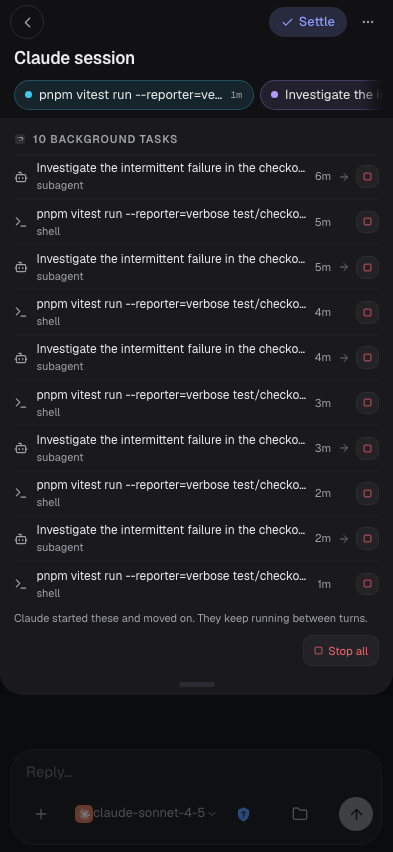 Settle
Claude session
pnpm vitest run --reporter=ve... 1m
Investigate the
10 BACKGROUND TASKS
Investigate the intermittent failure in the checko... 6m
subagent
pnpm vitest run --reporter=verbose test/checko... 5m
shell
Investigate the intermittent failure in the checko... 5m
subagent
pnpm vitest run --reporter=verbose test/checko... 4m
shell
Investigate the intermittent failure in the checko... 4m
subagent
pnpm vitest run --reporter=verbose test/checko... 3m
shell
Investigate the intermittent failure in the checko... 3m
subagent
pnpm vitest run --reporter=verbose test/checko... 2m
shell
Investigate the intermittent failure in the checko... 2m
subagent
pnpm vitest run --reporter=verbose test/checko... 1m
shell
Claude started these and moved on. They keep running between turns.
Stop all
Reply...
claude-sonnet-4-5